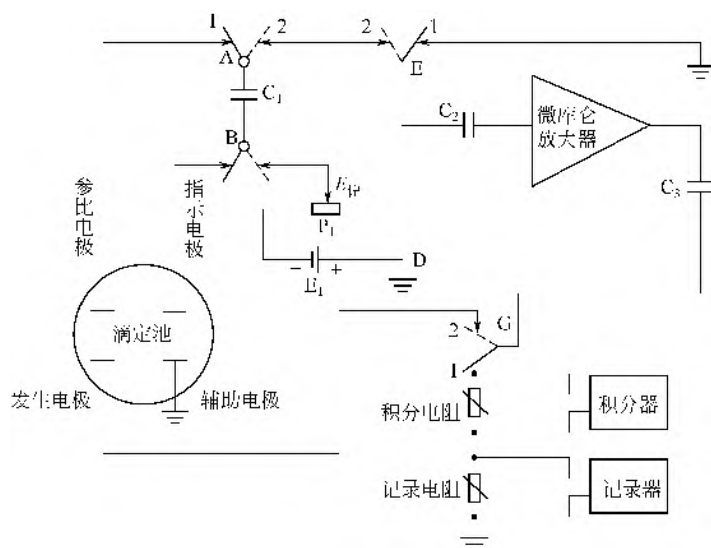 1
2
2
1
A
E
C₁
C₂
微库仑
放大器
B
C₃
参比电极
指示电极
E给
P₁
D
− +
E₁
滴定池
2
G
1
发生电极
辅助电极
积分电阻
积分器
记录电阻
记录器